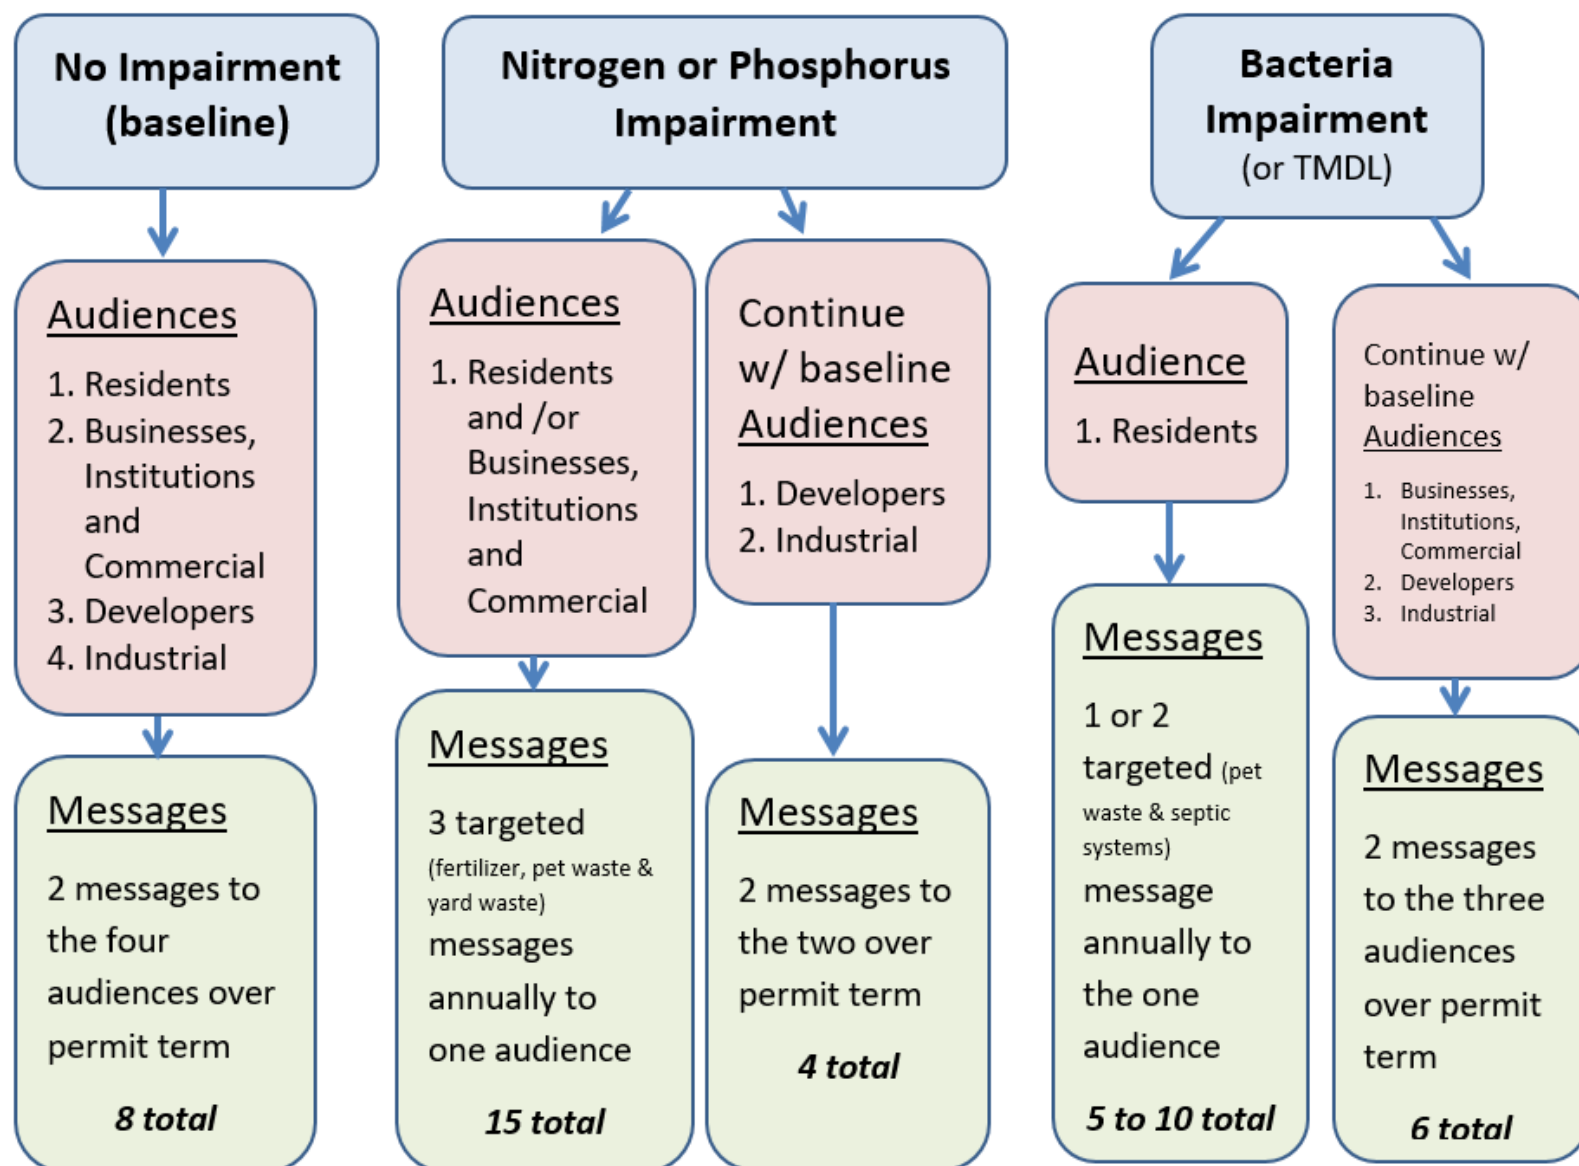 No Impairment
(baseline)
Audiences
1. Residents
2. Businesses,
Institutions
and
Commercial
3. Developers
4. Industrial
Messages
2 messages to
the four
audiences over
permit term
8 total
Nitrogen or Phosphorus
Impairment
Audiences
1. Residents
and /or
Businesses,
Institutions
and
Commercial
Messages
3 targeted
(fertilizer, pet waste &
yard waste)
messages
annually to
one audience
15 total
Continue
w/ baseline
Audiences
1. Developers
2. Industrial
Messages
2 messages to
the two over
permit term
4 total
Bacteria
Impairment
(or TMDL)
Audience
1. Residents
Messages
1 or 2
targeted (pet
waste & septic
systems)
message
annually to
the one
audience
5 to 10 total
Continue w/
baseline
Audiences
1. Businesses,
Institutions,
Commercial
2. Developers
3. Industrial
Messages
2 messages
to the three
audiences
over permit
term
6 total